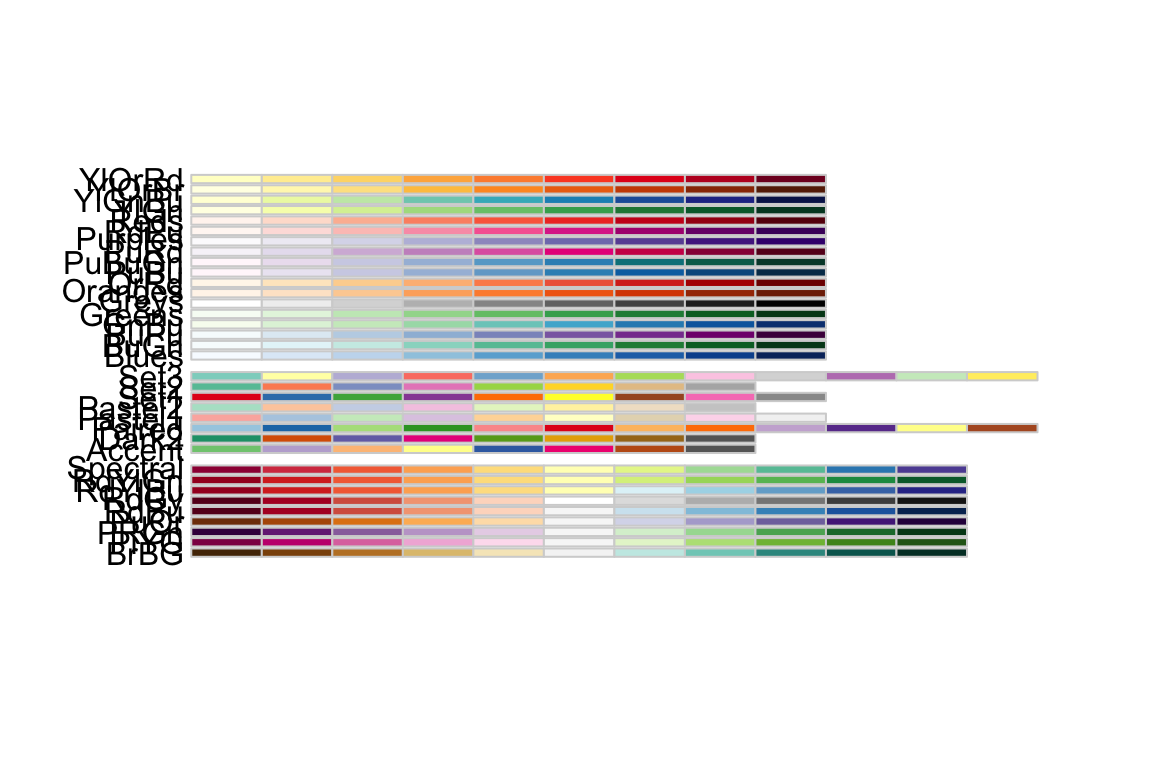 YlOrRd
YlOrBr
YlGnBu
YlGn
Reds
RdPu
Purples
PuRd
PuBuGn
PuBu
OrRd
Oranges
Greys
Greens
GnBu
BuPu
BuGn
Blues
Set3
Set2
Set1
Pastel2
Pastel1
Paired
Dark2
Accent
Spectral
RdYlGn
RdYlBu
RdGy
RdBu
PuOr
PRGn
PiYG
BrBG